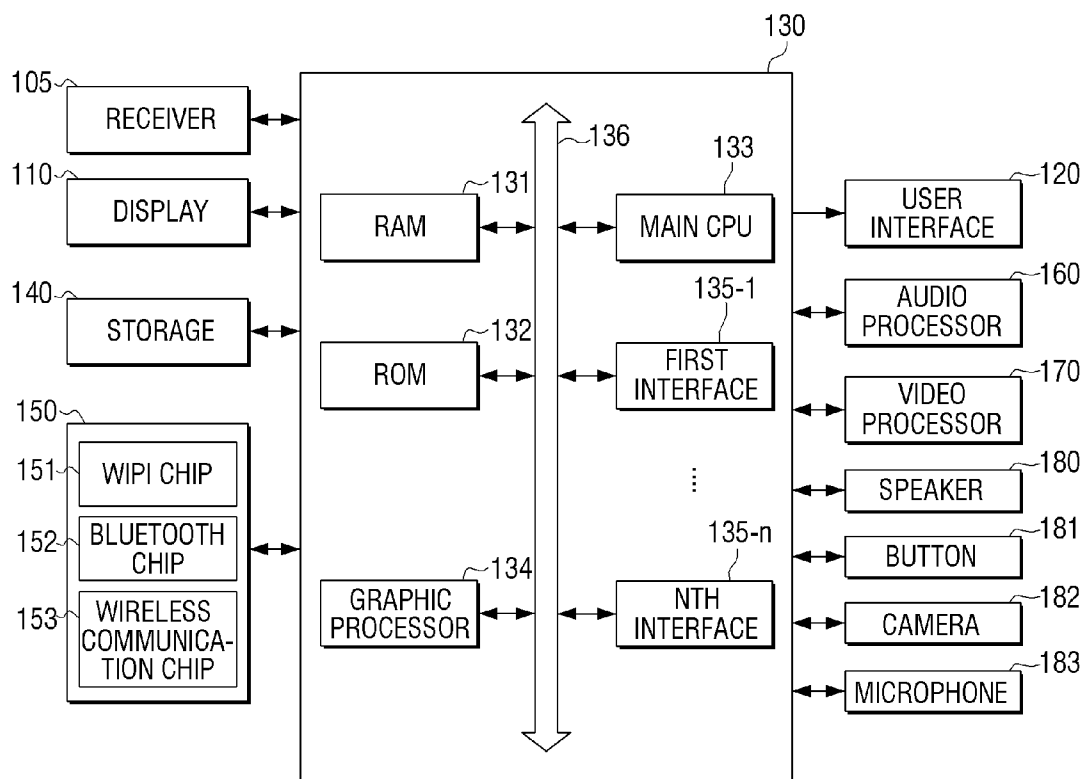 130
105
RECEIVER
110
DISPLAY
140
STORAGE
150
151
WIPI CHIP
152
BLUETOOTH
CHIP
153
WIRELESS
COMMUNICA-
TION CHIP
136
131
RAM
132
ROM
134
GRAPHIC
PROCESSOR
133
MAIN CPU
135-1
FIRST
INTERFACE
...
135-n
NTH
INTERFACE
120
USER
INTERFACE
160
AUDIO
PROCESSOR
170
VIDEO
PROCESSOR
180
SPEAKER
181
BUTTON
182
CAMERA
183
MICROPHONE